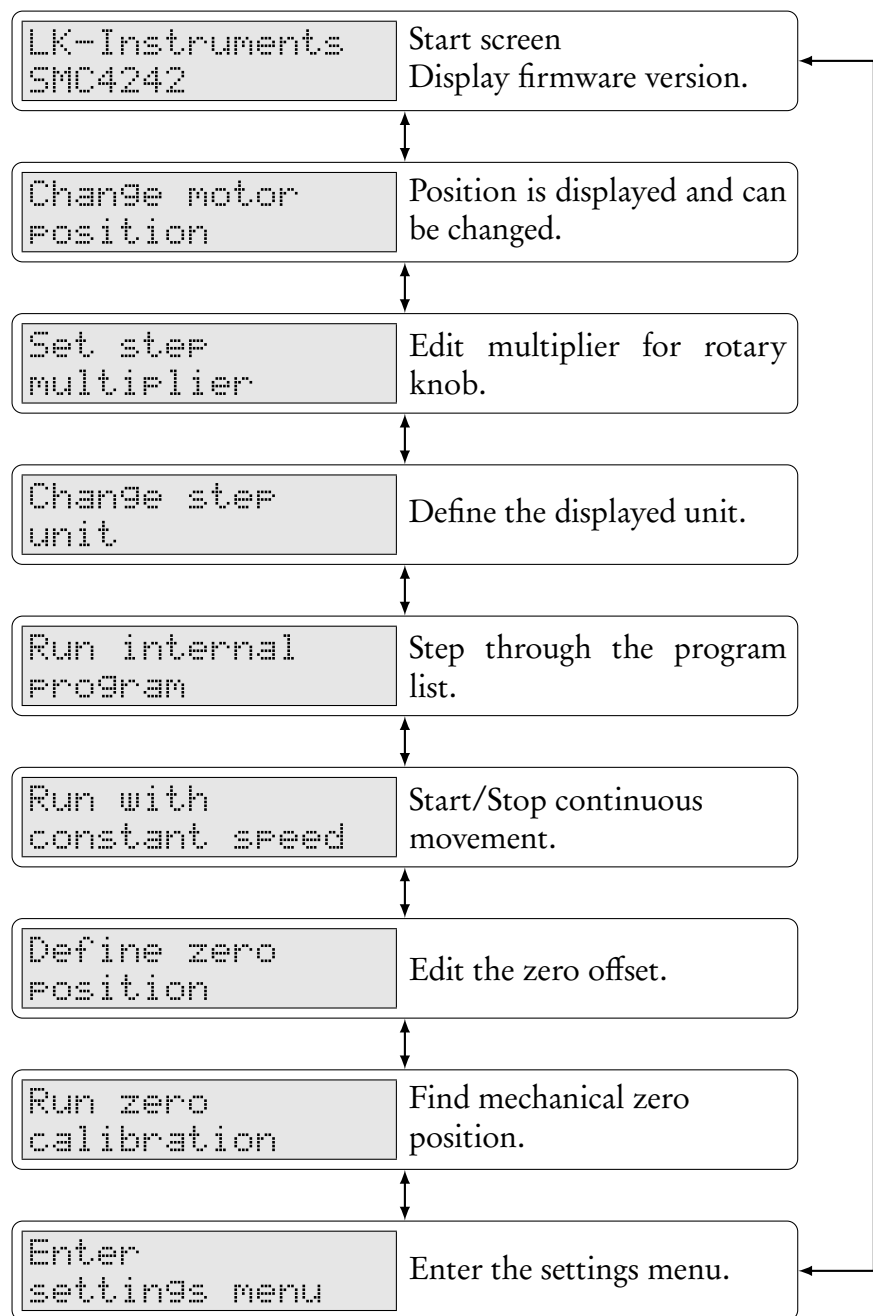 LK-Instruments
SMC4242
Start screen
Display firmware version.
Change motor
position
Position is displayed and can
be changed.
Set step
multiplier
Edit multiplier for rotary
knob.
Change step
unit
Define the displayed unit.
Run internal
program
Step through the program
list.
Run with
constant speed
Start/Stop continuous
movement.
Define zero
position
Edit the zero offset.
Run zero
calibration
Find mechanical zero
position.
Enter
settings menu
Enter the settings menu.